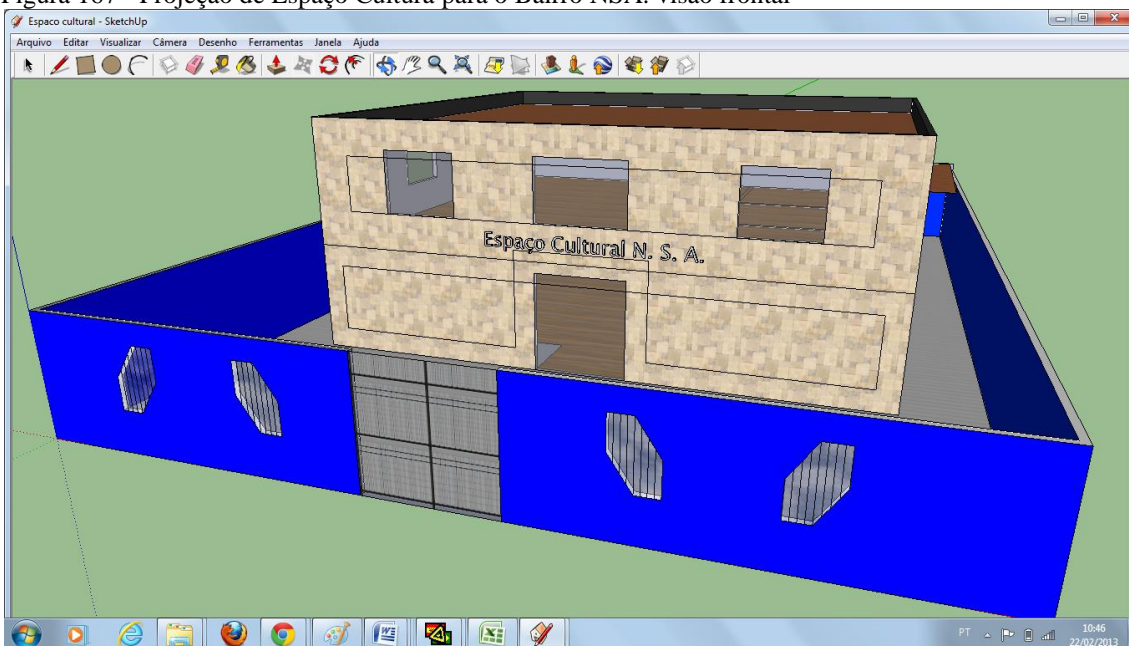 Figura 167 - Projeção de Espaço Cultura para o Bairro NSA: visão frontal
Espaco cultural - SketchUp
Arquivo Editar Visualizar Câmera Desenho Ferramentas Janela Ajuda
Espaço Cultural N. S. A.
PT
10:46
22/02/2013